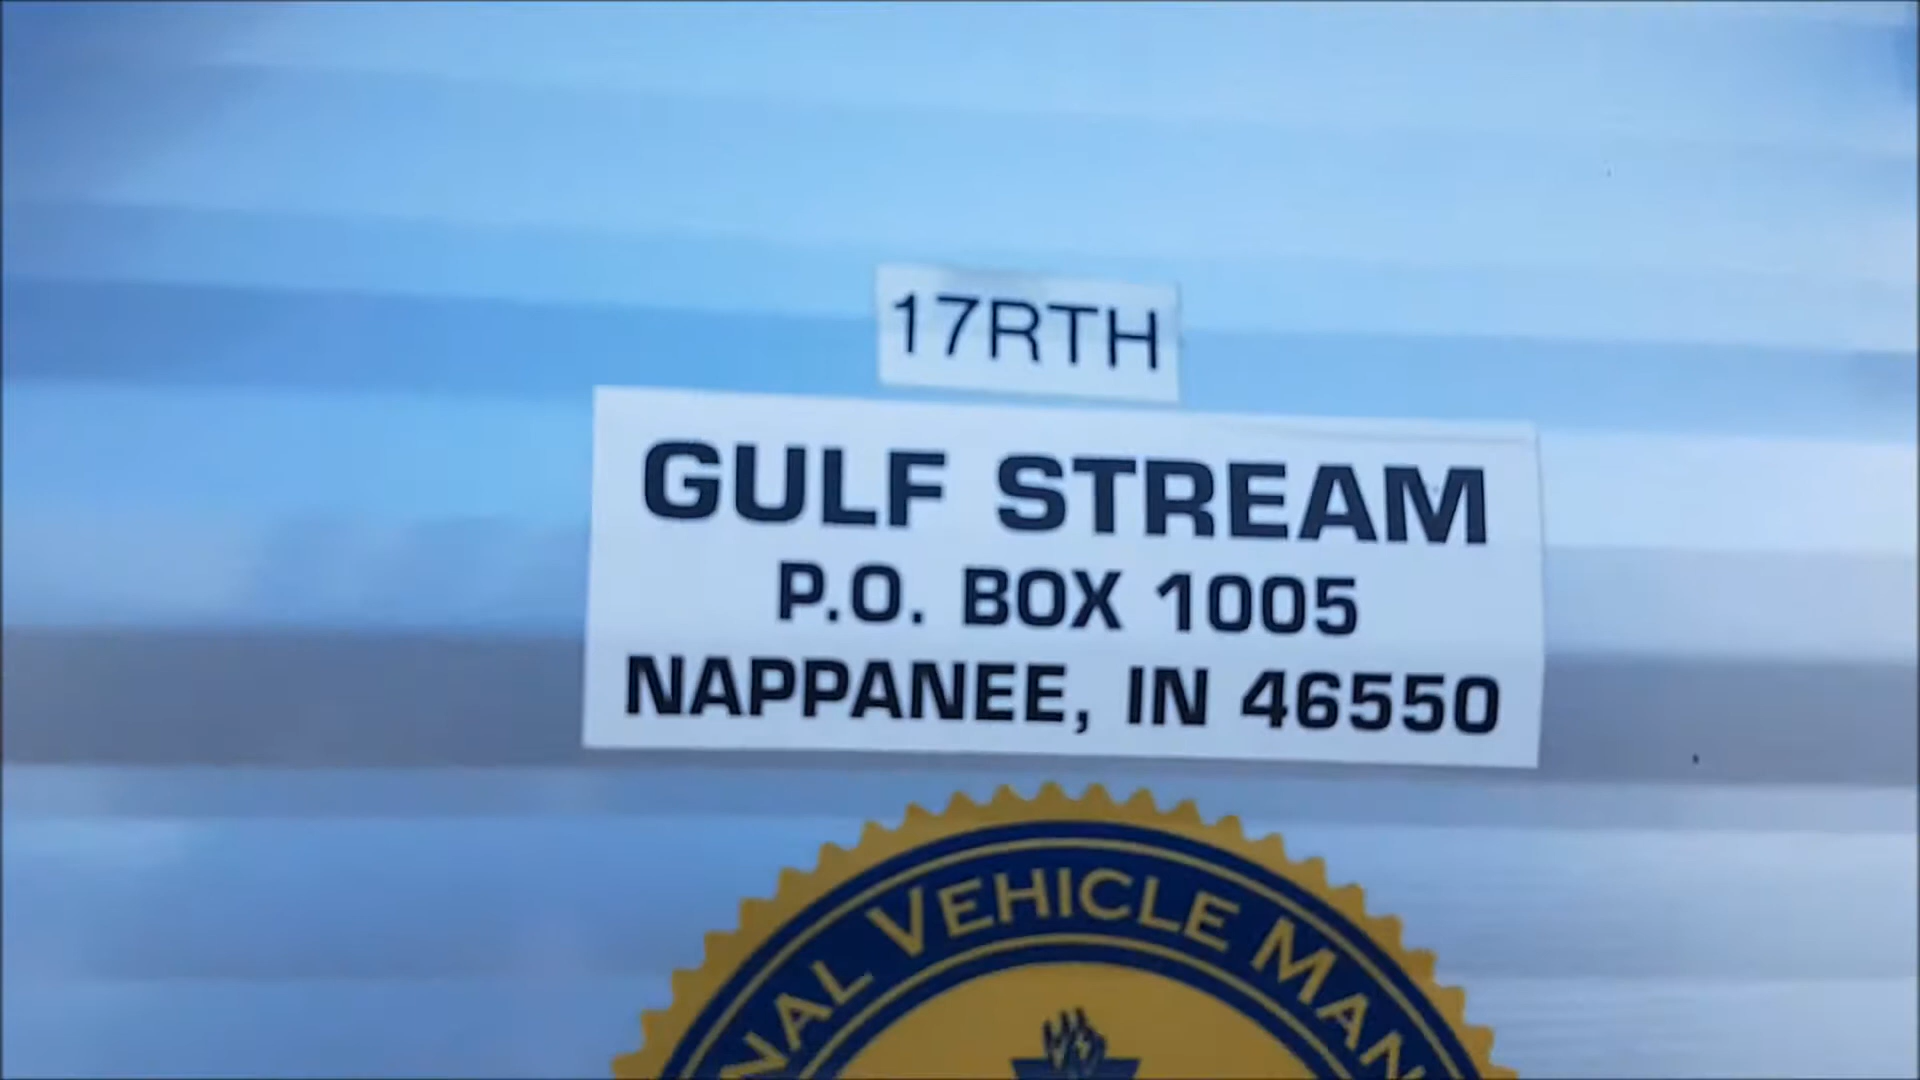 17RTH
GULF STREAM
P.O. BOX 1005
NAPPANEE, IN 46550
NAL VEHICLE MAN